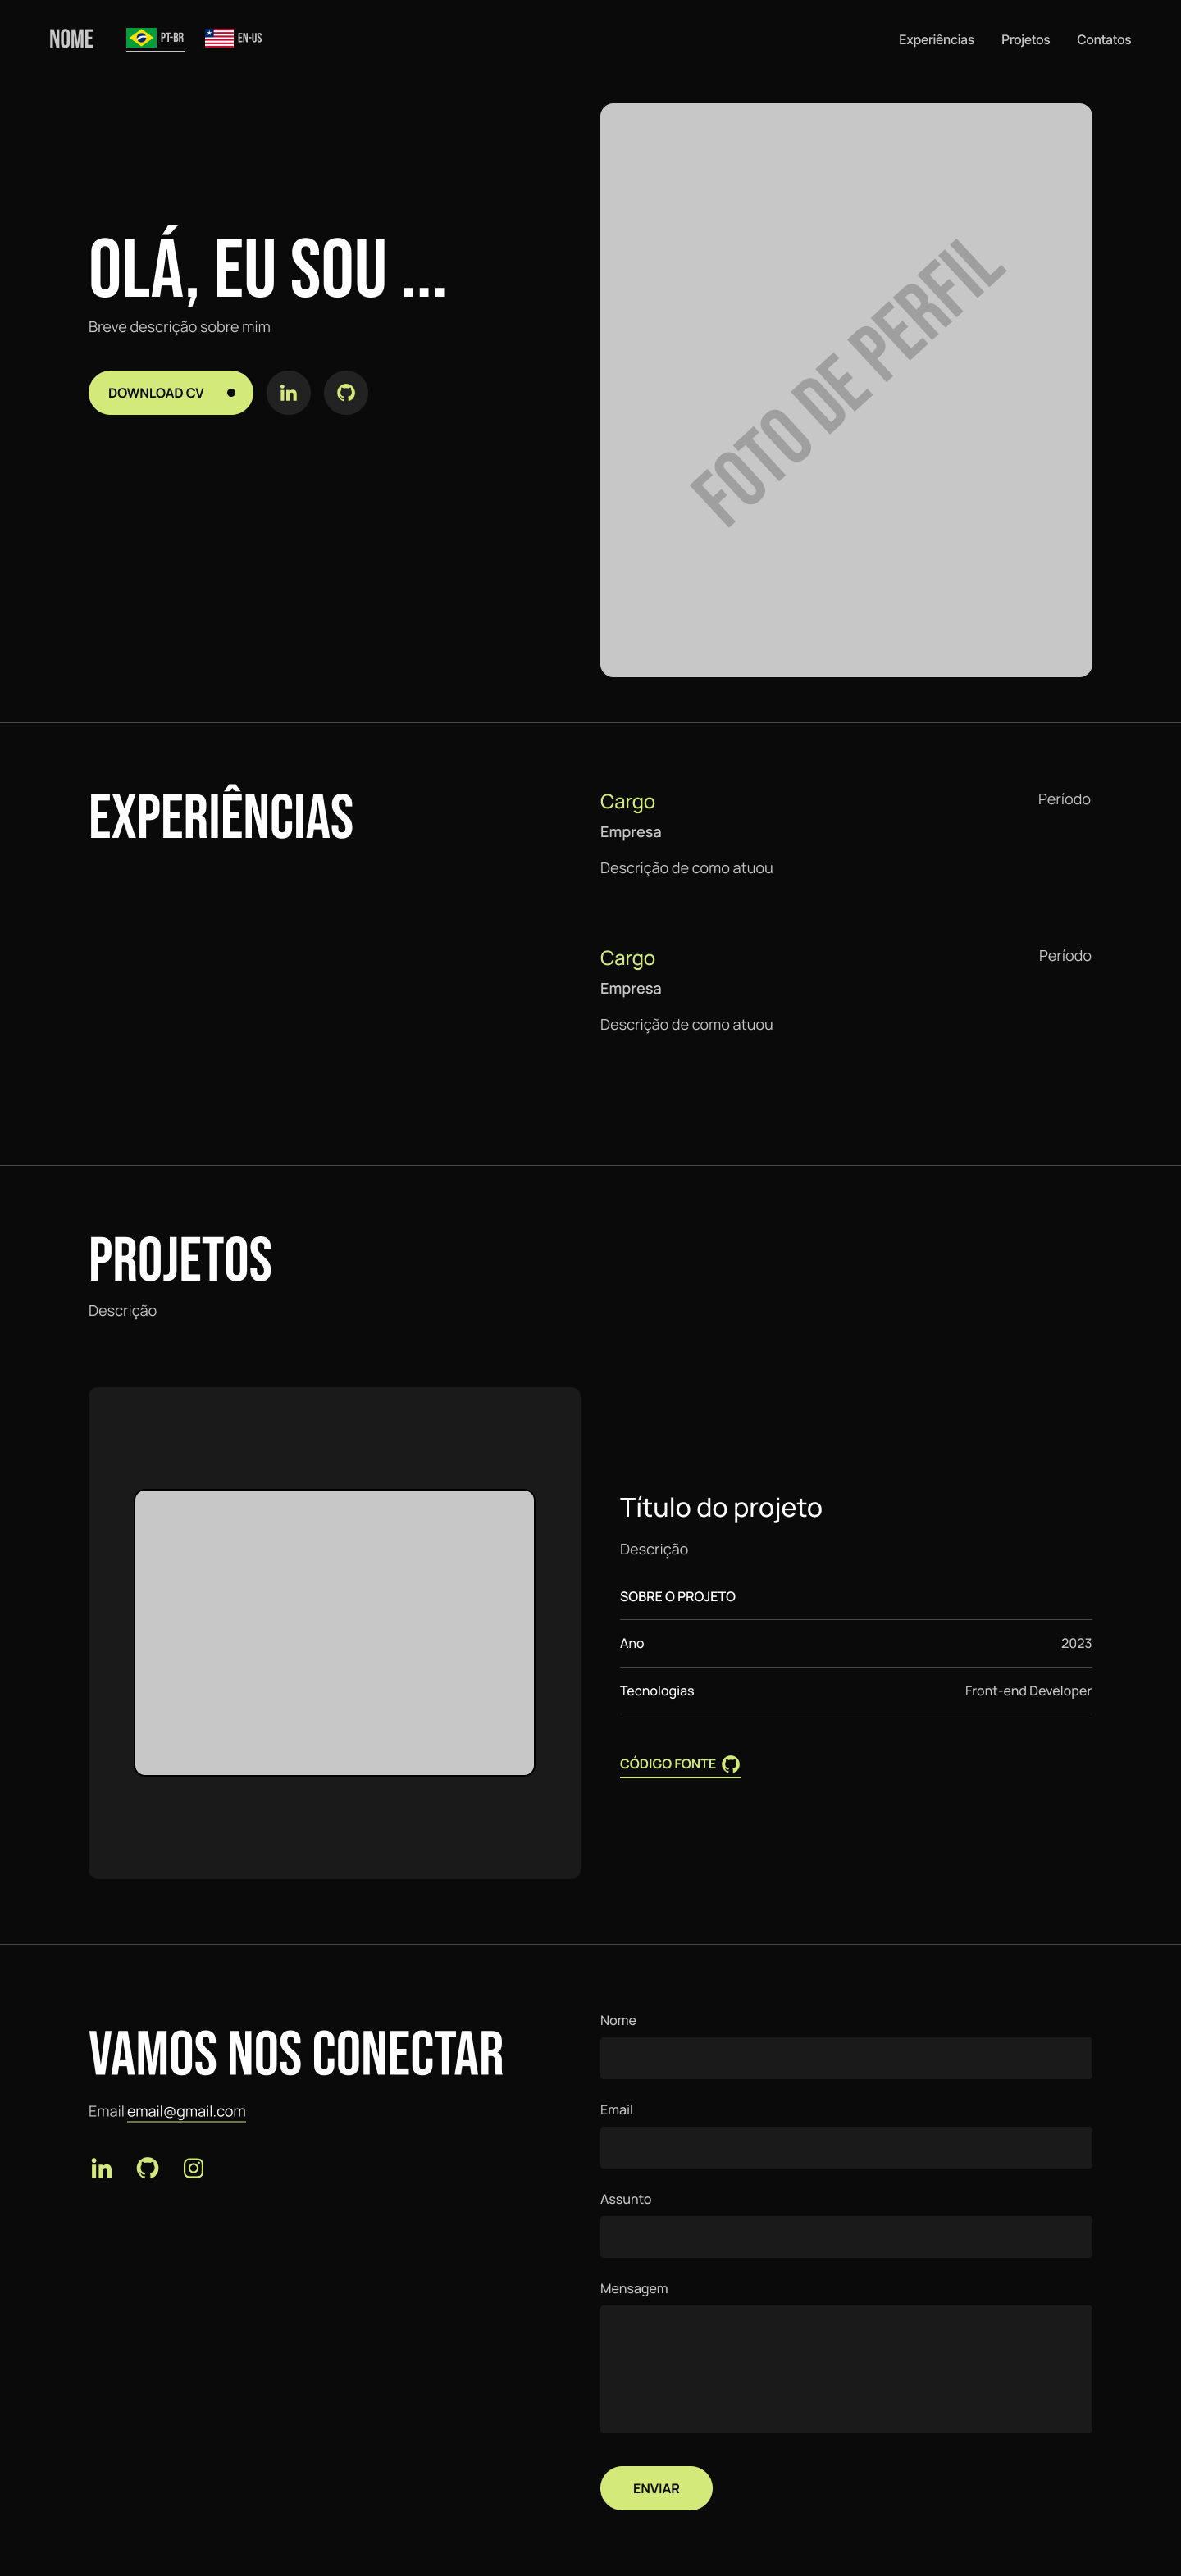 NOME PT-BR EN-US Experiências Projetos Contatos
OLÁ, EU SOU ...
Breve descrição sobre mim
DOWNLOAD CV
FOTO DE PERFIL
EXPERIÊNCIAS
Cargo Período
Empresa
Descrição de como atuou
Cargo Período
Empresa
Descrição de como atuou
PROJETOS
Descrição
Título do projeto
Descrição
SOBRE O PROJETO
Ano 2023
Tecnologias Front-end Developer
CÓDIGO FONTE
VAMOS NOS CONECTAR
Email email@gmail.com
in
Nome
Email
Assunto
Mensagem
ENVIAR